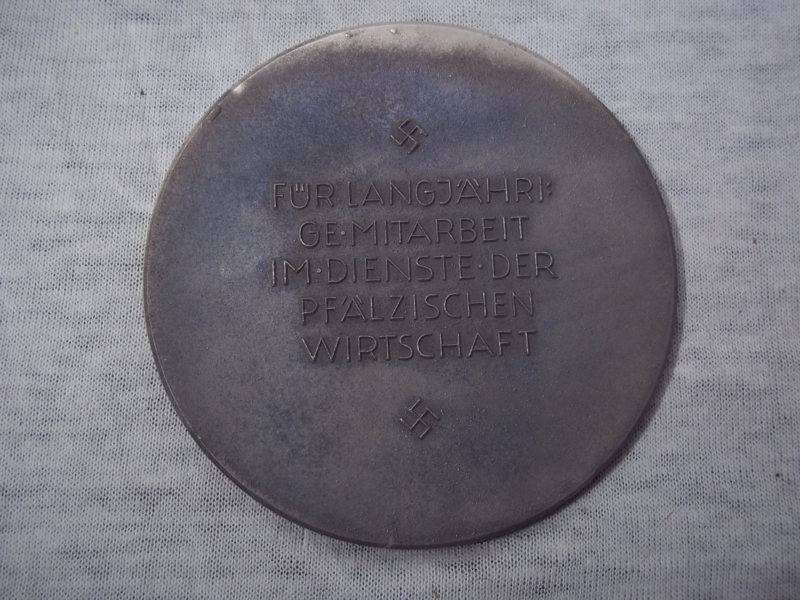 FÜR LANGJÄHRI:
GE·MITARBEIT
IM·DIENSTE·DER
PFÄLZISCHEN
WIRTSCHAFT